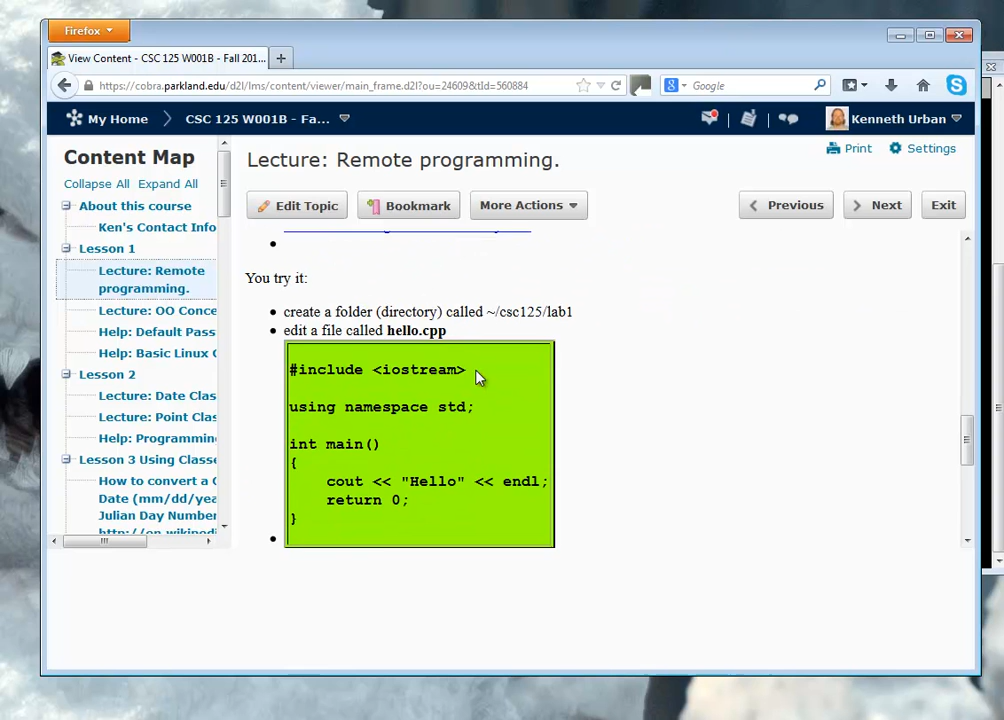 Firefox
View Content - CSC 125 W001B - Fall 201...
https://cobra.parkland.edu/d2l/lms/content/viewer/main_frame.d2l?ou=24609&tId=560884
Google
My Home
CSC 125 W001B - Fa...
Kenneth Urban
Content Map
Collapse All Expand All
About this course
Ken's Contact Info
Lesson 1
Lecture: Remote
programming.
Lecture: OO Conce
Help: Default Pass
Help: Basic Linux C
Lesson 2
Lecture: Date Clas
Lecture: Point Clas
Help: Programmin
Lesson 3 Using Classe
How to convert a C
Date (mm/dd/yea
Julian Day Number
Lecture: Remote programming.
Print
Settings
Edit Topic
Bookmark
More Actions
Previous
Next
Exit
You try it:
• create a folder (directory) called ~/csc125/lab1
• edit a file called hello.cpp
#include <iostream>
using namespace std;
int main()
{
cout << "Hello" << endl;
return 0;
}